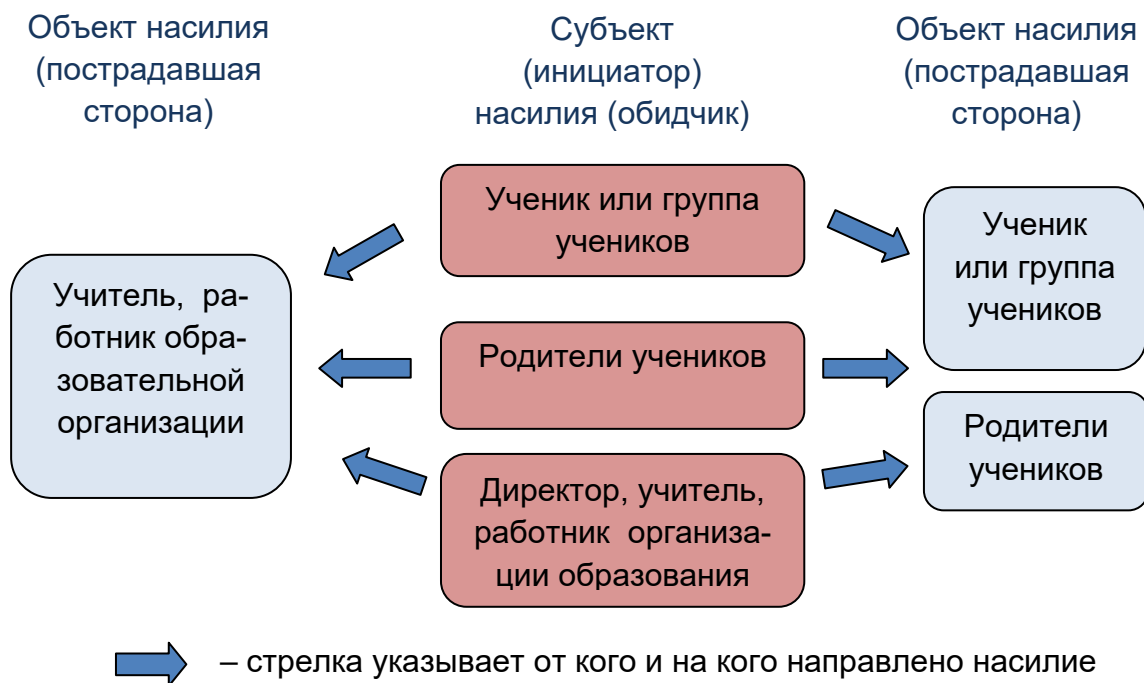 Объект насилия
(пострадавшая
сторона)
Субъект
(инициатор)
насилия (обидчик)
Объект насилия
(пострадавшая
сторона)
Учитель, ра-
ботник обра-
зовательной
организации
Ученик или группа
учеников
Родители учеников
Директор, учитель,
работник организа-
ции образования
Ученик
или группа
учеников
Родители
учеников
– стрелка указывает от кого и на кого направлено насилие